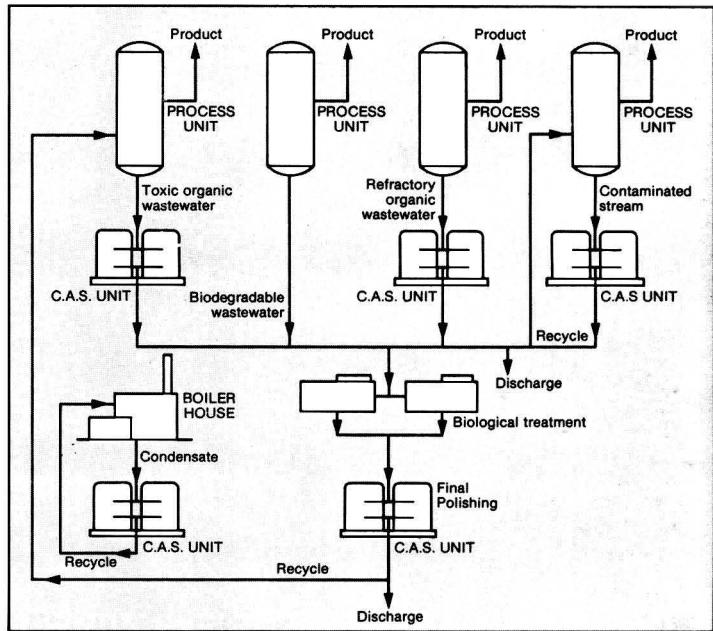 Product
Product
Product
Product
PROCESS
UNIT
PROCESS
UNIT
PROCESS
UNIT
PROCESS
UNIT
Toxic organic
wastewater
Refractory
organic
wastewater
Contaminated
stream
C.A.S. UNIT
Biodegradable
wastewater
C.A.S. UNIT
C.A.S UNIT
Recycle
Discharge
BOILER
HOUSE
Biological treatment
Condensate
Final
Polishing
C.A.S. UNIT
C.A.S. UNIT
Recycle
Recycle
Discharge